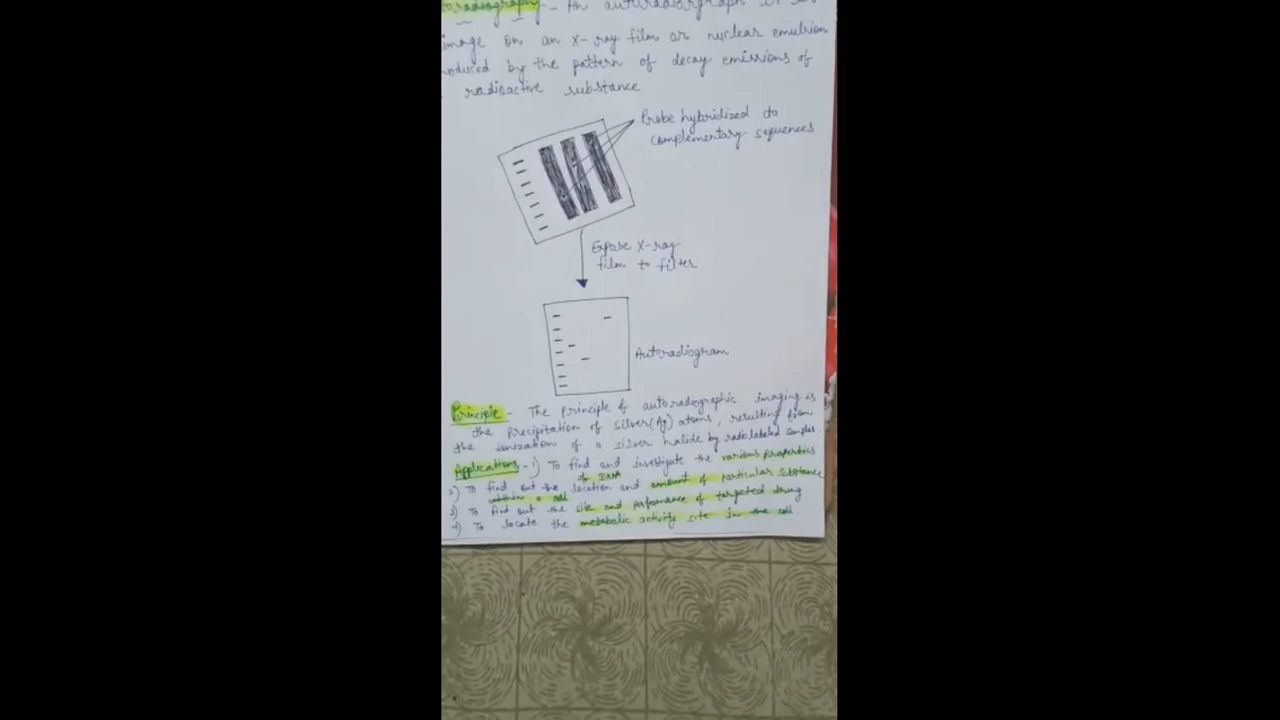 toradiography - An autoradiograph is an
image on an X-ray film or nuclear emulsion
roduced by the pattern of decay emissions of
radioactive substance
Probe hybridized to
complementary sequences
Expose X-ray
film to filter
Autoradiogram
Principle - The principle of autoradiographic imaging is
the precipitation of silver (Ag) atoms, resulting from
the ionization of a silver halide by radiolabeled samples
Applications - 1) To find and investigate the various properties
of DNA
2) To find out the location and amount of particular substance
within a cell
3) To find out the site and performance of targeted drug
4) To locate the metabolic activity site in the cell